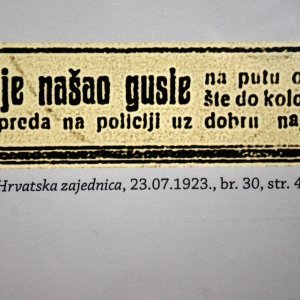 je našao gusle na putu o
šte do kolo
preda na policiji uz dobru na
Hrvatska zajednica, 23.07.1923., br. 30, str. 4